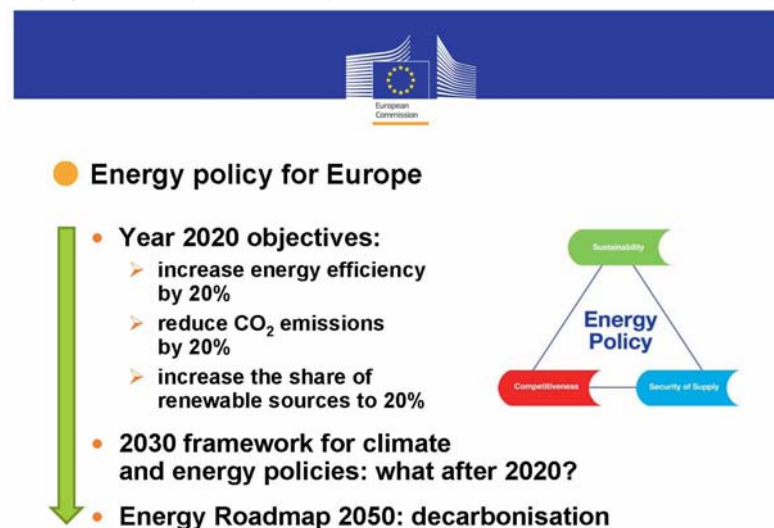 European
Commission
Energy policy for Europe
Year 2020 objectives:
increase energy efficiency
by 20%
reduce CO₂ emissions
by 20%
increase the share of
renewable sources to 20%
Sustainability
Energy
Policy
Competitiveness
Security of Supply
2030 framework for climate
and energy policies: what after 2020?
Energy Roadmap 2050: decarbonisation